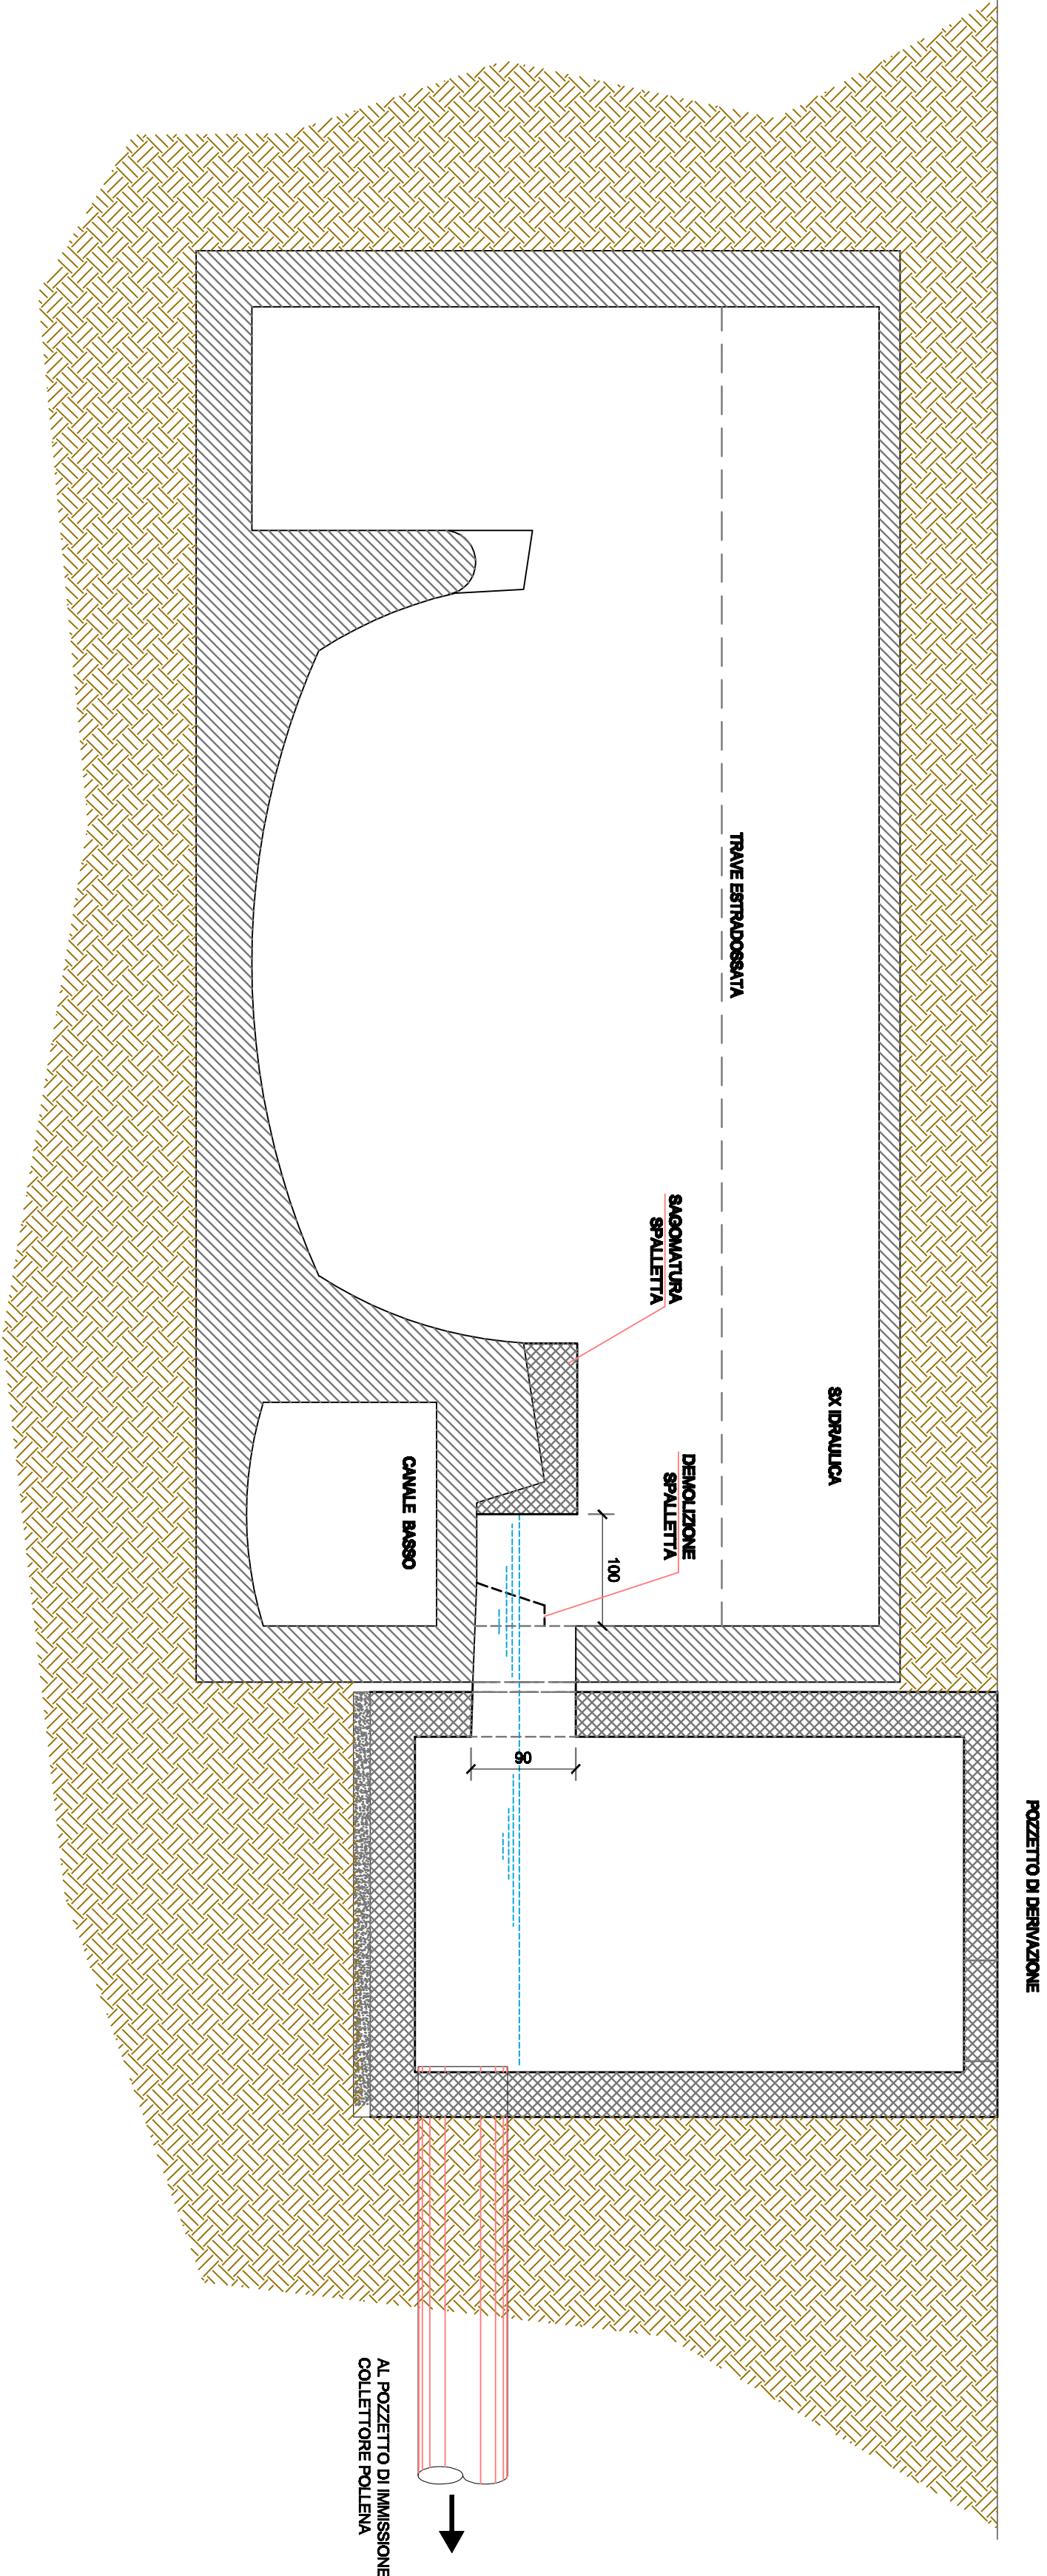 POZZETTO DI DERIVAZIONE
SX IDRAULICA
TRAVE ESTRADOSSATA
SAGOMATURA
SPALLETTA
DEMOLIZIONE
SPALLETTA
100
90
CANALE BASSO
AL POZZETTO DI IMMISSIONE
COLLETTORE POLLENA